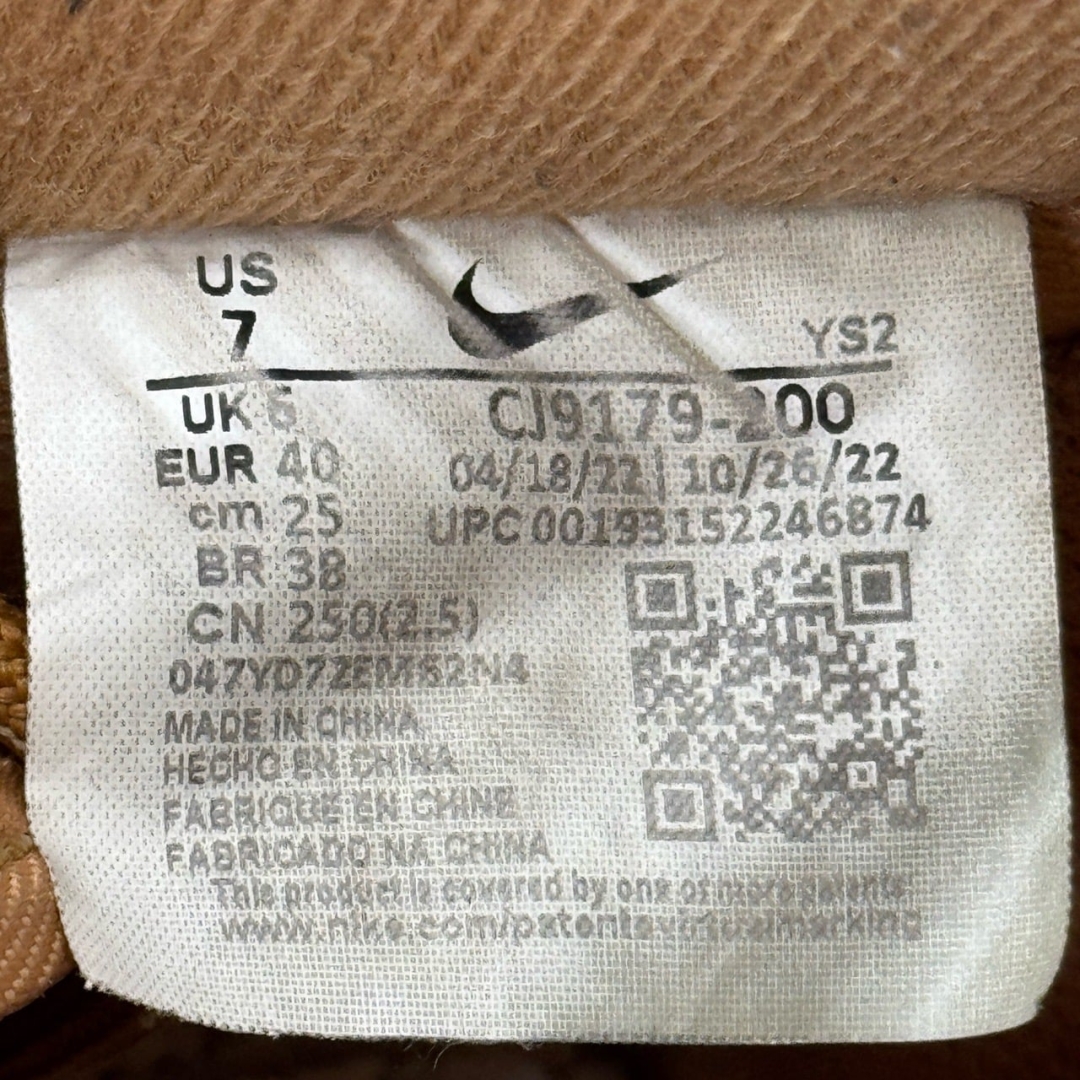 US
7
YS2
UK 6
CJ9179-200
EUR 40
04/18/22 | 10/26/22
cm 25
UPC 00193152246874
BR 38
CN 250(2.5)
MADE IN CHINA
HECHO EN CHINA
FABRIQUE EN CHINE
FABRICADO NA CHINA
This product is covered by one or more patents
www.nike.com/patentsvirtualmarking